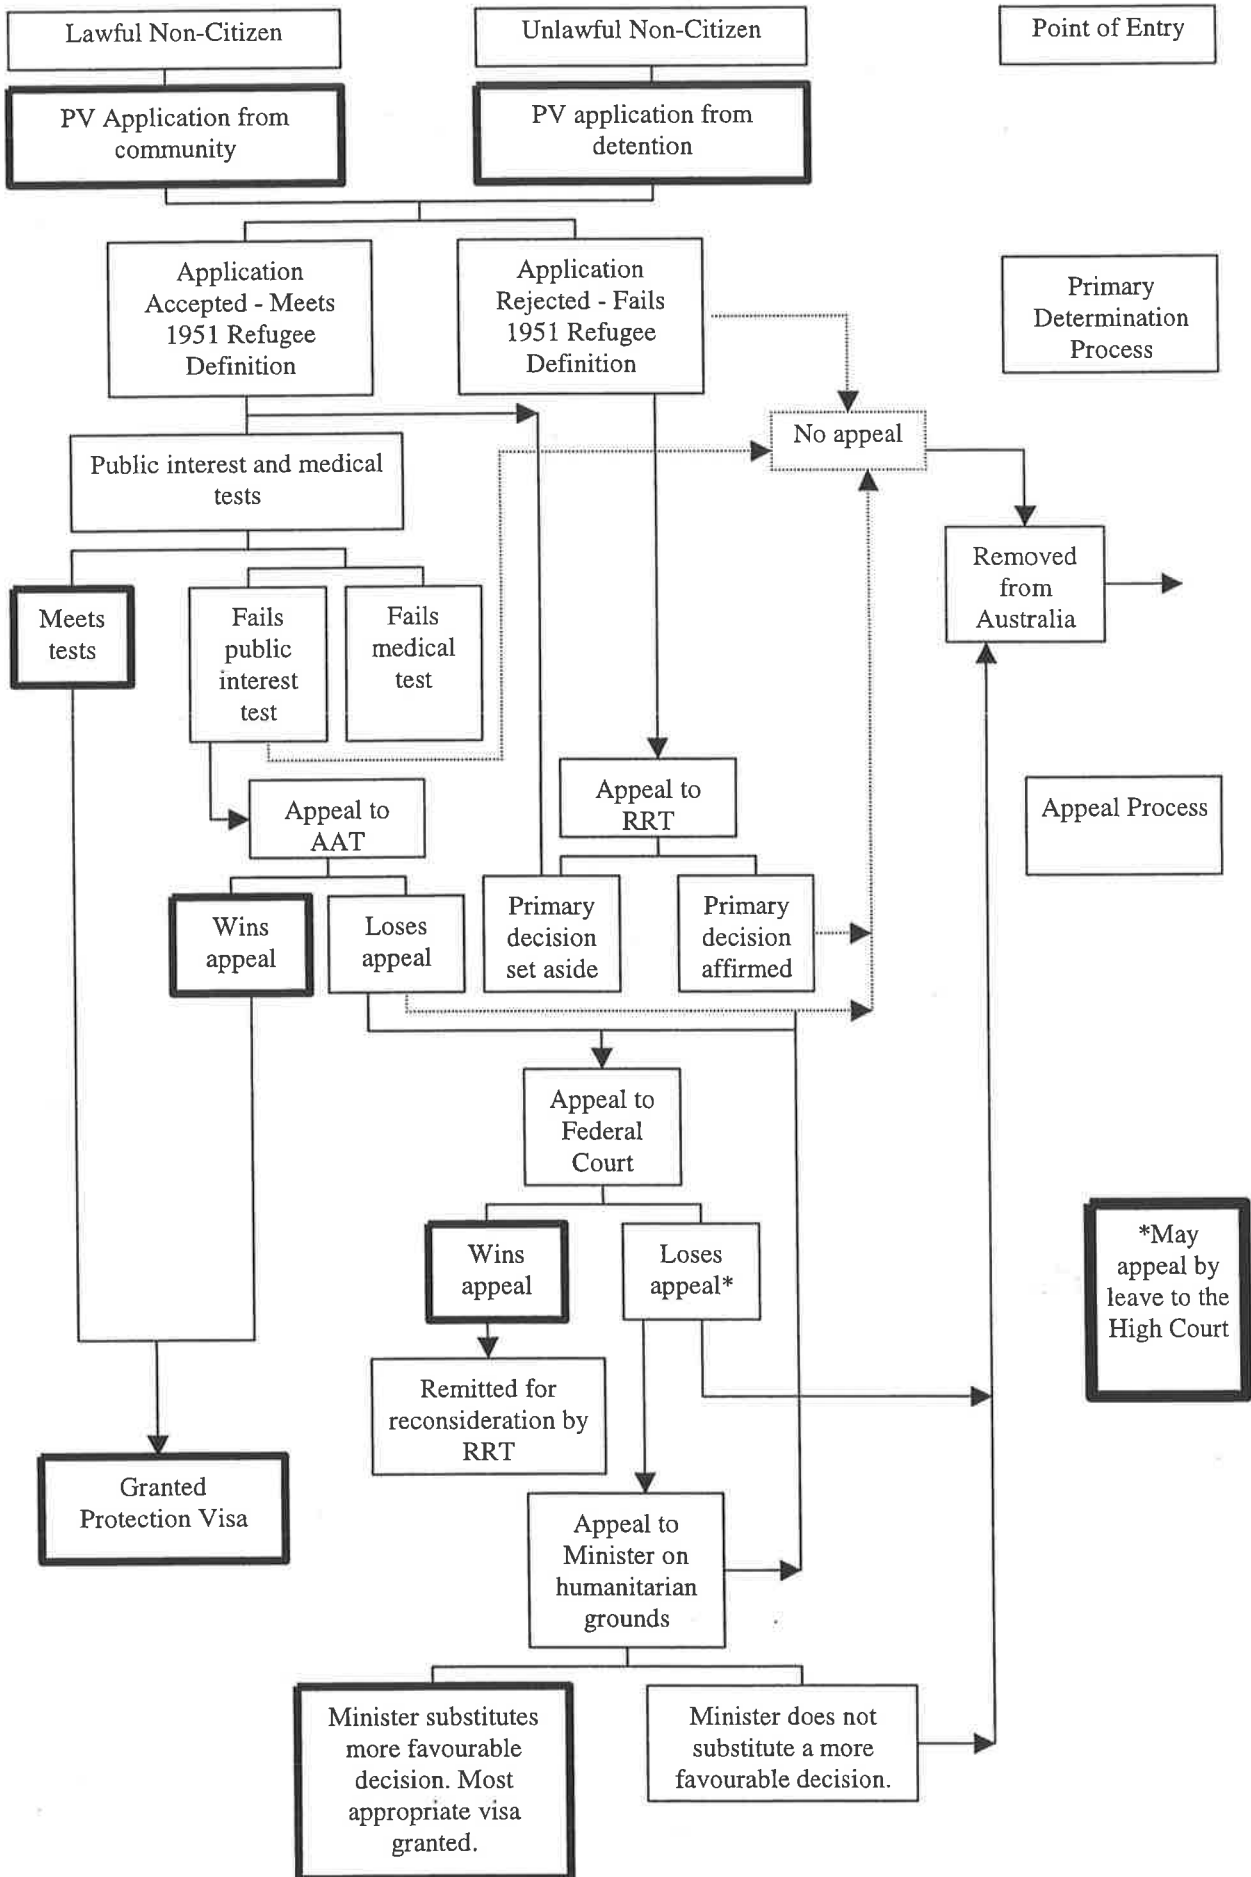 Lawful Non-Citizen
Unlawful Non-Citizen
Point of Entry
PV Application from
community
PV application from
detention
Application
Accepted - Meets
1951 Refugee
Definition
Application
Rejected - Fails
1951 Refugee
Definition
Primary
Determination
Process
No appeal
Public interest and medical
tests
Removed
from
Australia
Meets
tests
Fails
public
interest
test
Fails
medical
test
Appeal to
RRT
Appeal Process
Appeal to
AAT
Wins
appeal
Loses
appeal
Primary
decision
set aside
Primary
decision
affirmed
Appeal to
Federal
Court
Wins
appeal
Loses
appeal*
*May
appeal by
leave to the
High Court
Remitted for
reconsideration by
RRT
Granted
Protection Visa
Appeal to
Minister on
humanitarian
grounds
Minister substitutes
more favourable
decision. Most
appropriate visa
granted.
Minister does not
substitute a more
favourable decision.